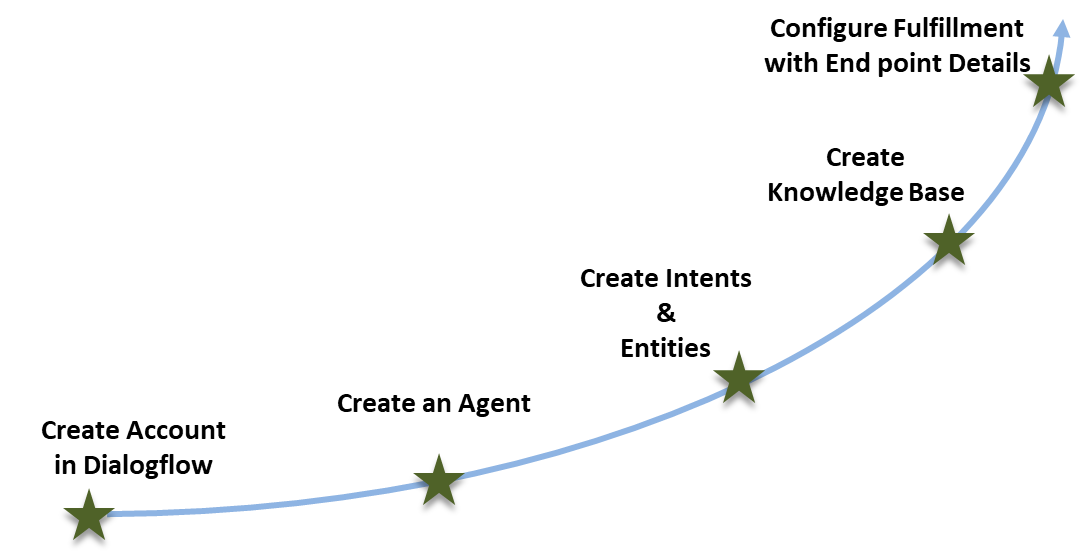 Configure Fulfillment
with End point Details
Create
Knowledge Base
Create Intents
&
Entities
Create an Agent
Create Account
in Dialogflow